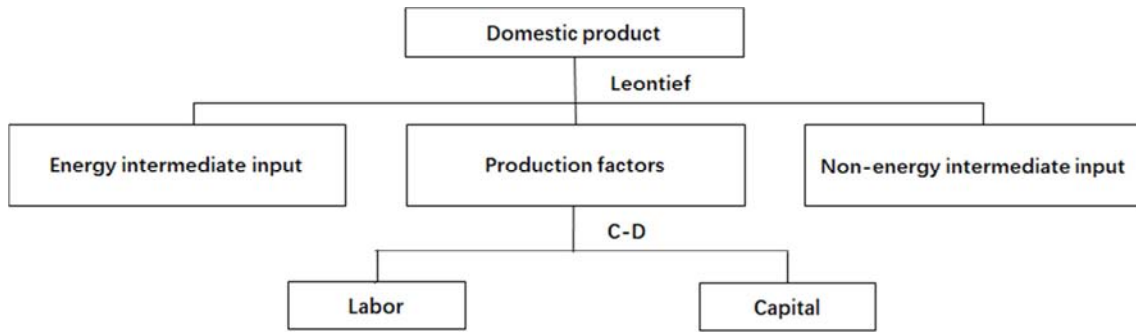 Domestic product
Leontief
Energy intermediate input
Production factors
Non-energy intermediate input
C-D
Labor
Capital